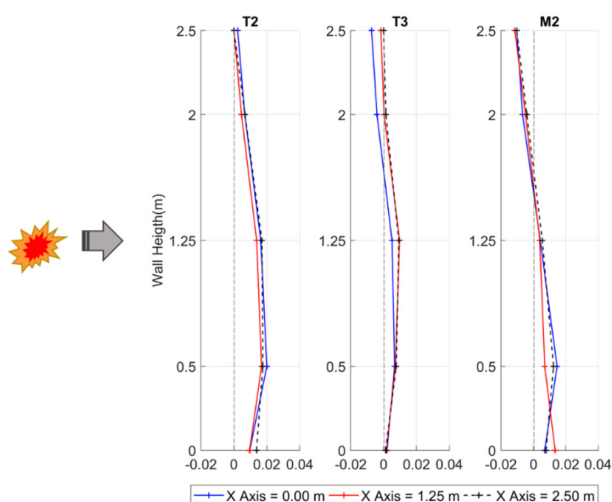 T2 T3 M2
2.5 2.5 2.5
2 2 2
Wall Heigth(m)
1.25 1.25 1.25
0.5 0.5 0.5
0 0 0
-0.02 0 0.02 0.04 -0.02 0 0.02 0.04 -0.02 0 0.02 0.04
X Axis = 0.00 m X Axis = 1.25 m X Axis = 2.50 m